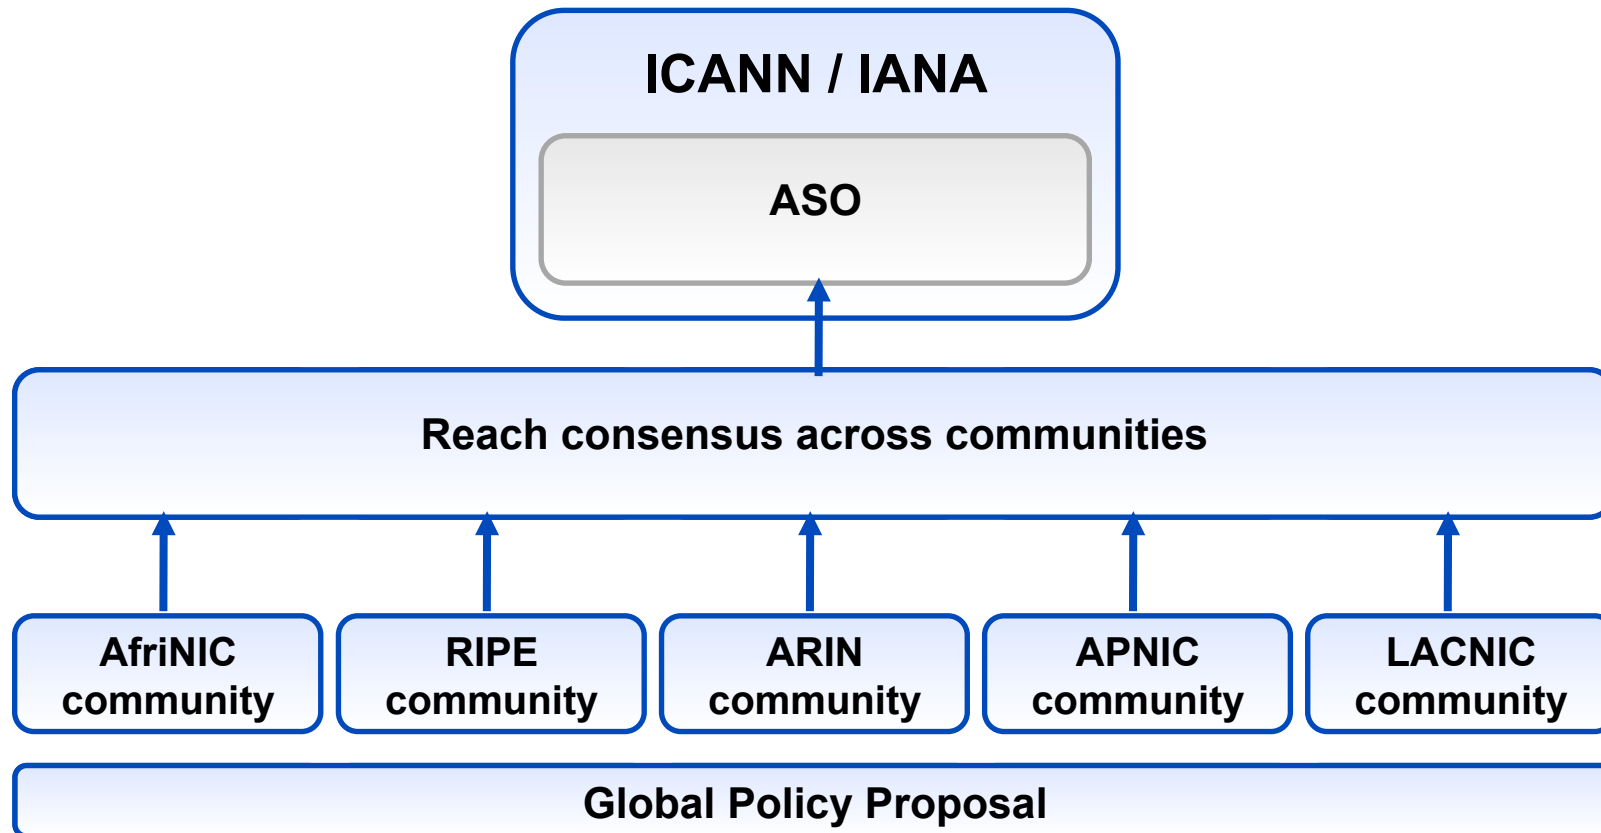 ICANN / IANA
ASO
Reach consensus across communities
AfriNIC
community
RIPE
community
ARIN
community
APNIC
community
LACNIC
community
Global Policy Proposal